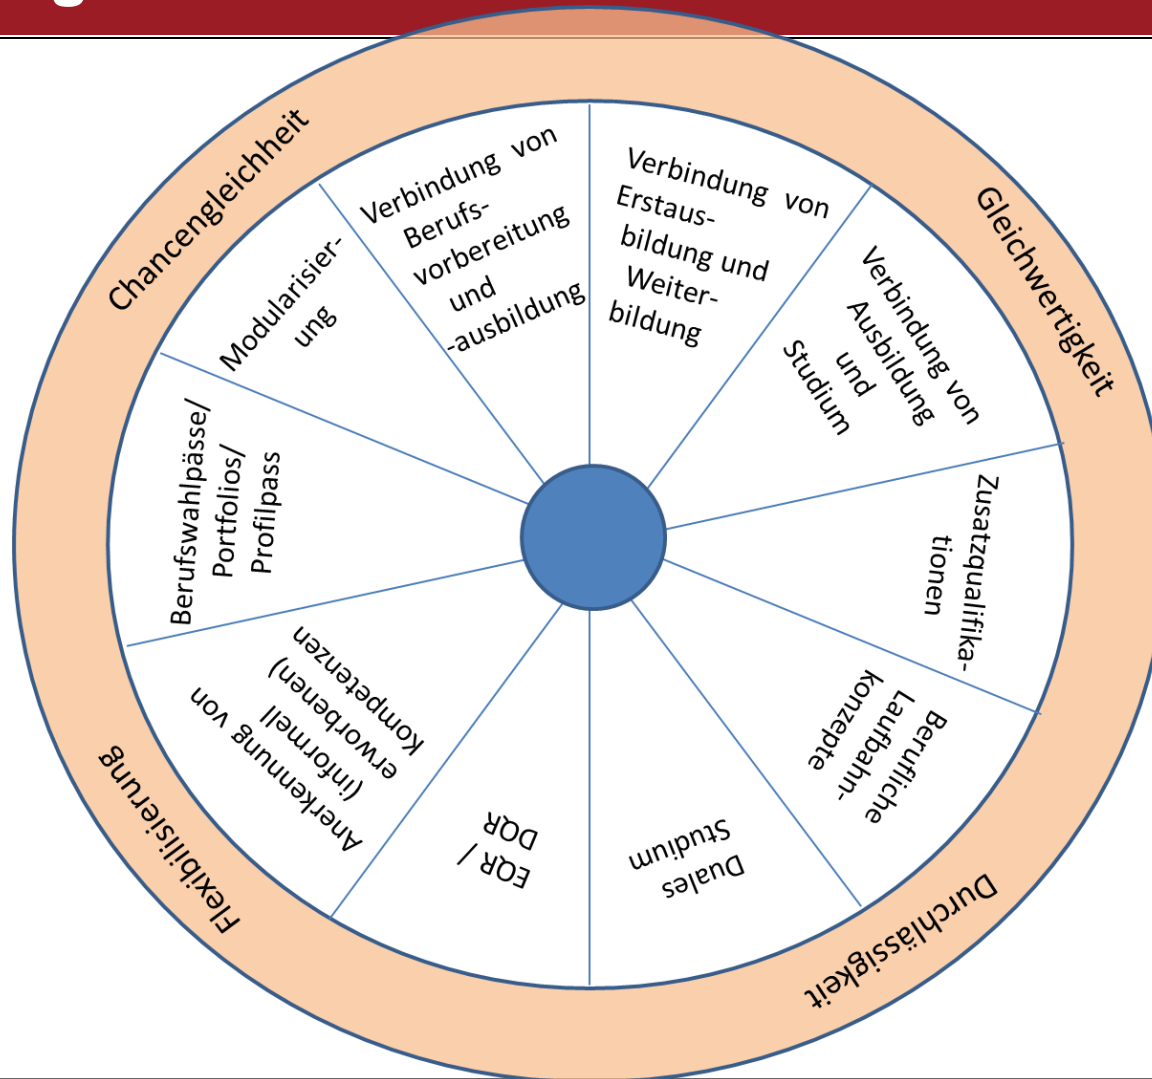 Chancengleichheit
Gleichwertigkeit
Durchlässigkeit
Flexibilisierung
Verbindung von
Erstaus-
bildung und
Weiter-
bildung
Verbindung von
Ausbildung
und
Studium
Zusatzqualifika-
tionen
Berufliche
Laufbahn-
konzepte
Duales
Studium
EQR /
DQR
Anerkennung von
(informell
erworbenen)
Kompetenzen
Berufswahlpässe/
Portfolios/
Profilpass
Modularisier-
ung
Verbindung von
Berufs-
vorbereitung
und
-ausbildung